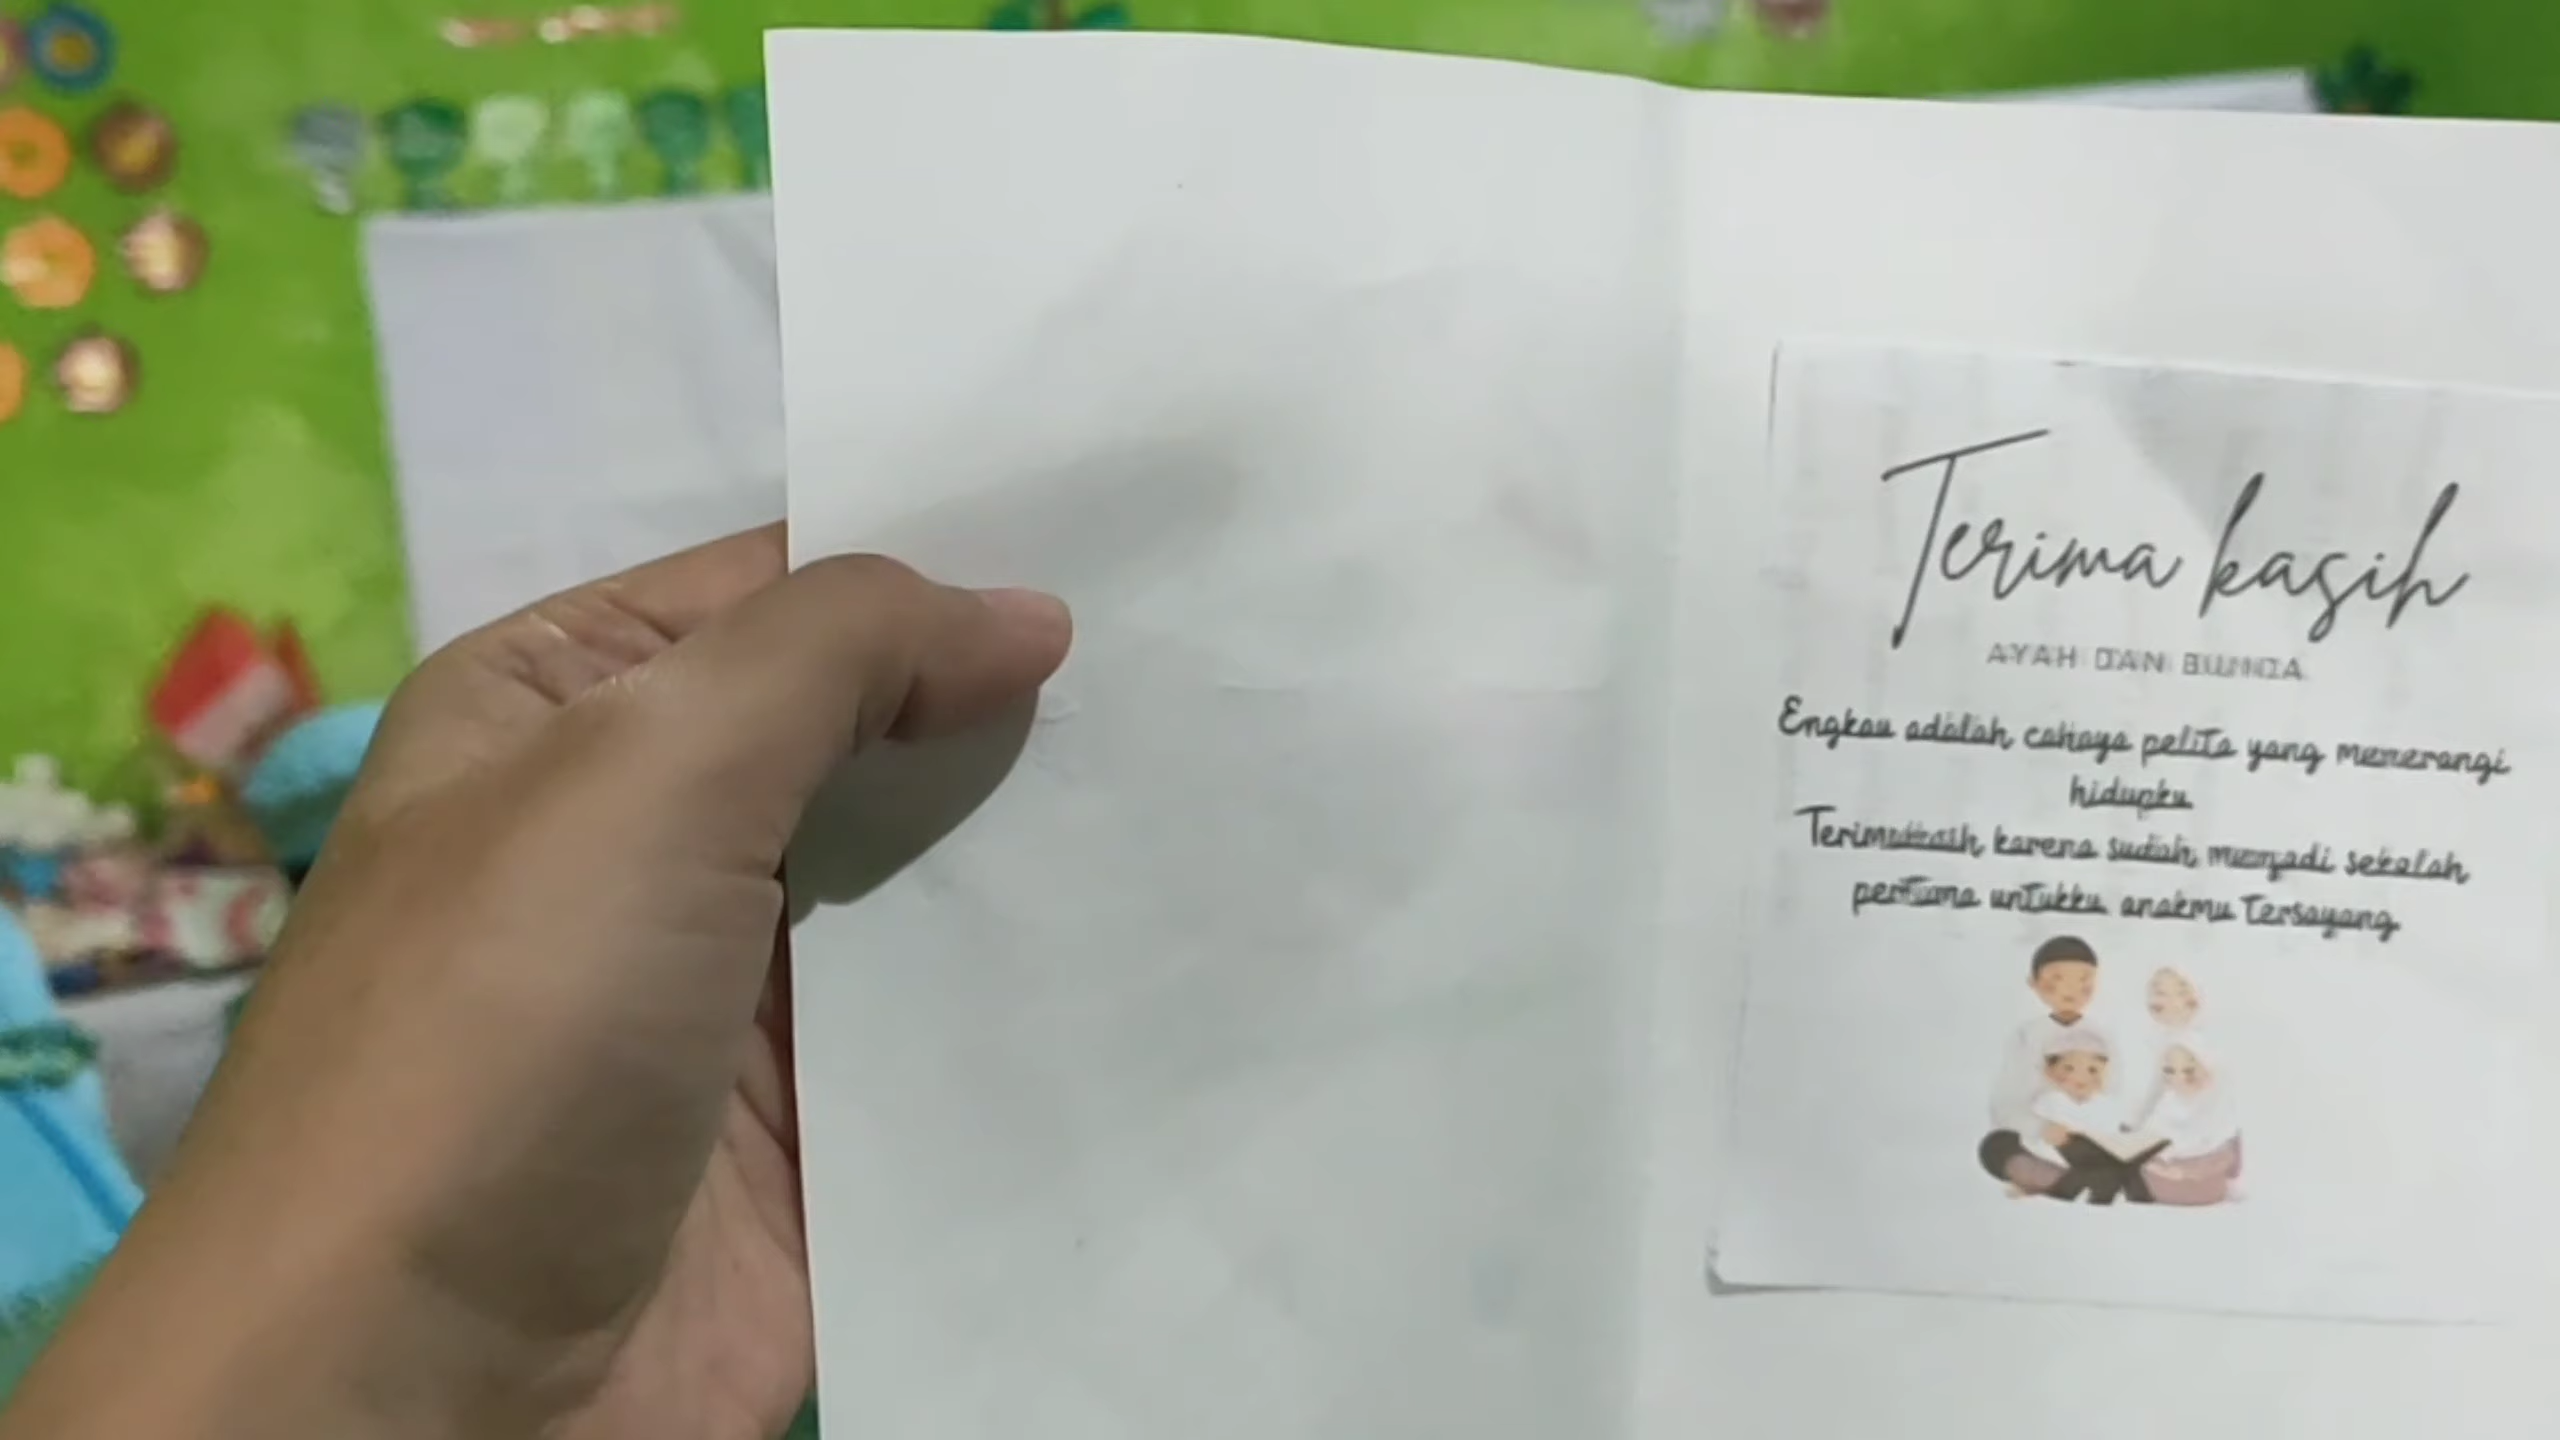 Terima kasih
AYAH DAN BUNDA
Engkau adalah cahaya pelita yang menerangi
hidupku
Terimakasih karena sudah menjadi sekolah
pertama untukku anakmu tersayang